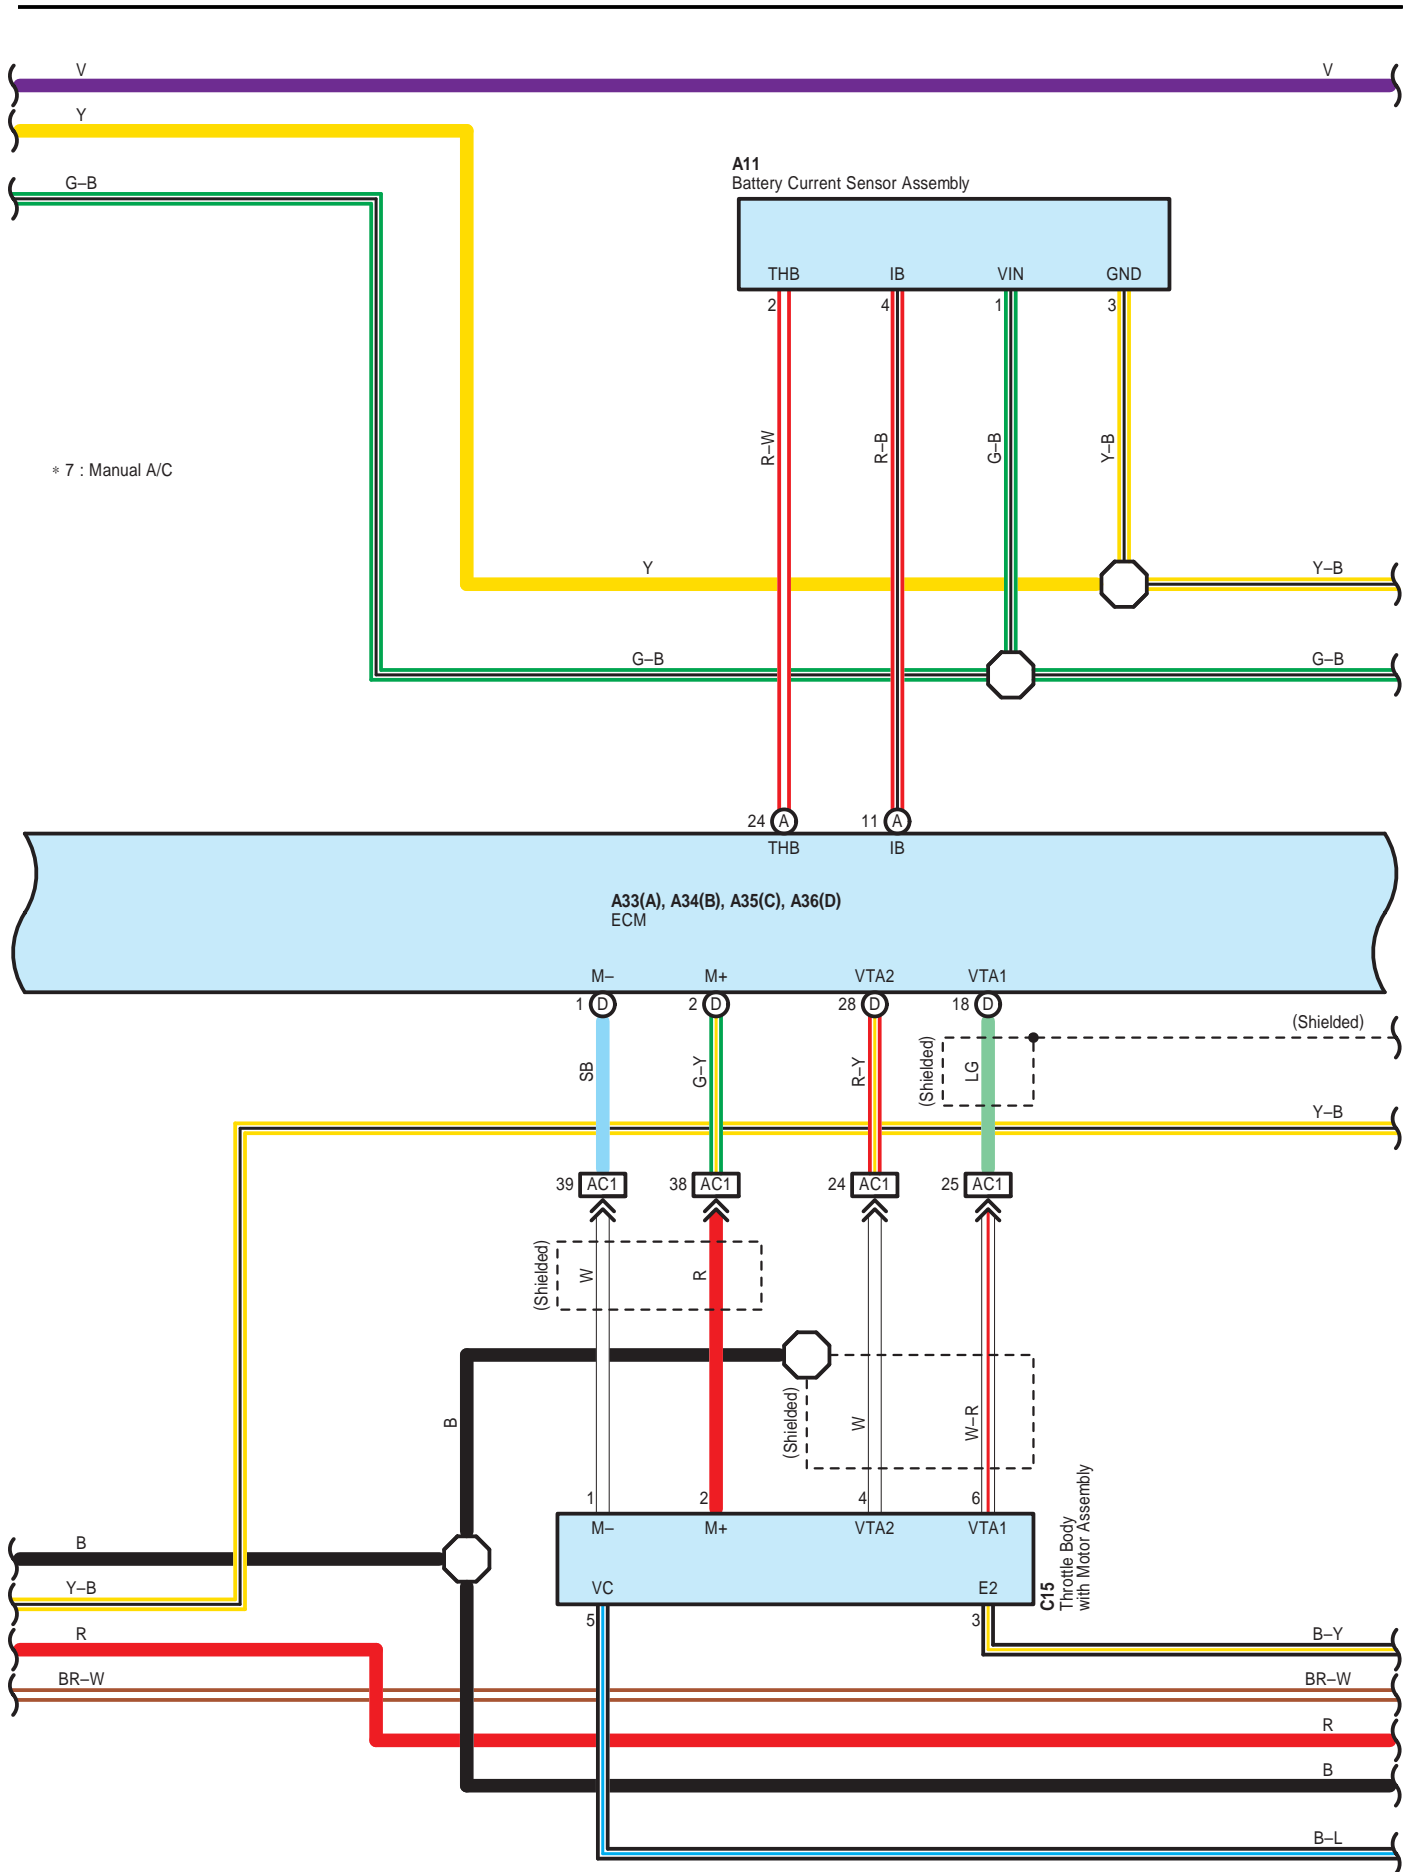 V V
Y
A11
Battery Current Sensor Assembly
G–B
THB IB VIN GND
2 4 1 3
R–W R–B G–B Y–B
* 7 : Manual A/C
Y Y–B
G–B G–B
24 A 11 A
THB IB
A33(A), A34(B), A35(C), A36(D)
ECM
M– M+ VTA2 VTA1
1 D 2 D 28 D 18 D
(Shielded)
SB G–Y R–Y (Shielded) LG
Y–B
39 AC1 38 AC1 24 AC1 25 AC1
(Shielded) W R
B (Shielded) W W–R
1 2 4 6
M– M+ VTA2 VTA1
B
Y–B
VC E2
C15
Throttle Body
with Motor Assembly
5 3
R B–Y
BR–W BR–W
R
B
B–L